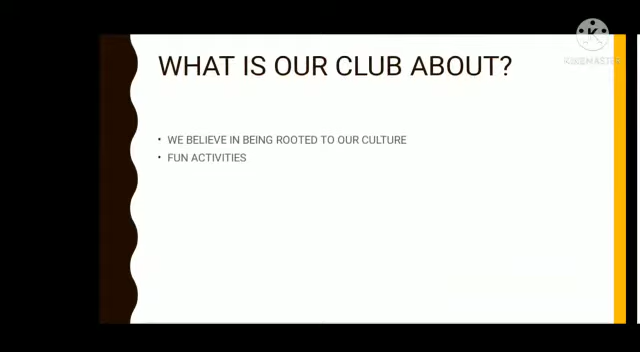 K
KINEMASTER
WHAT IS OUR CLUB ABOUT?
• WE BELIEVE IN BEING ROOTED TO OUR CULTURE
• FUN ACTIVITIES